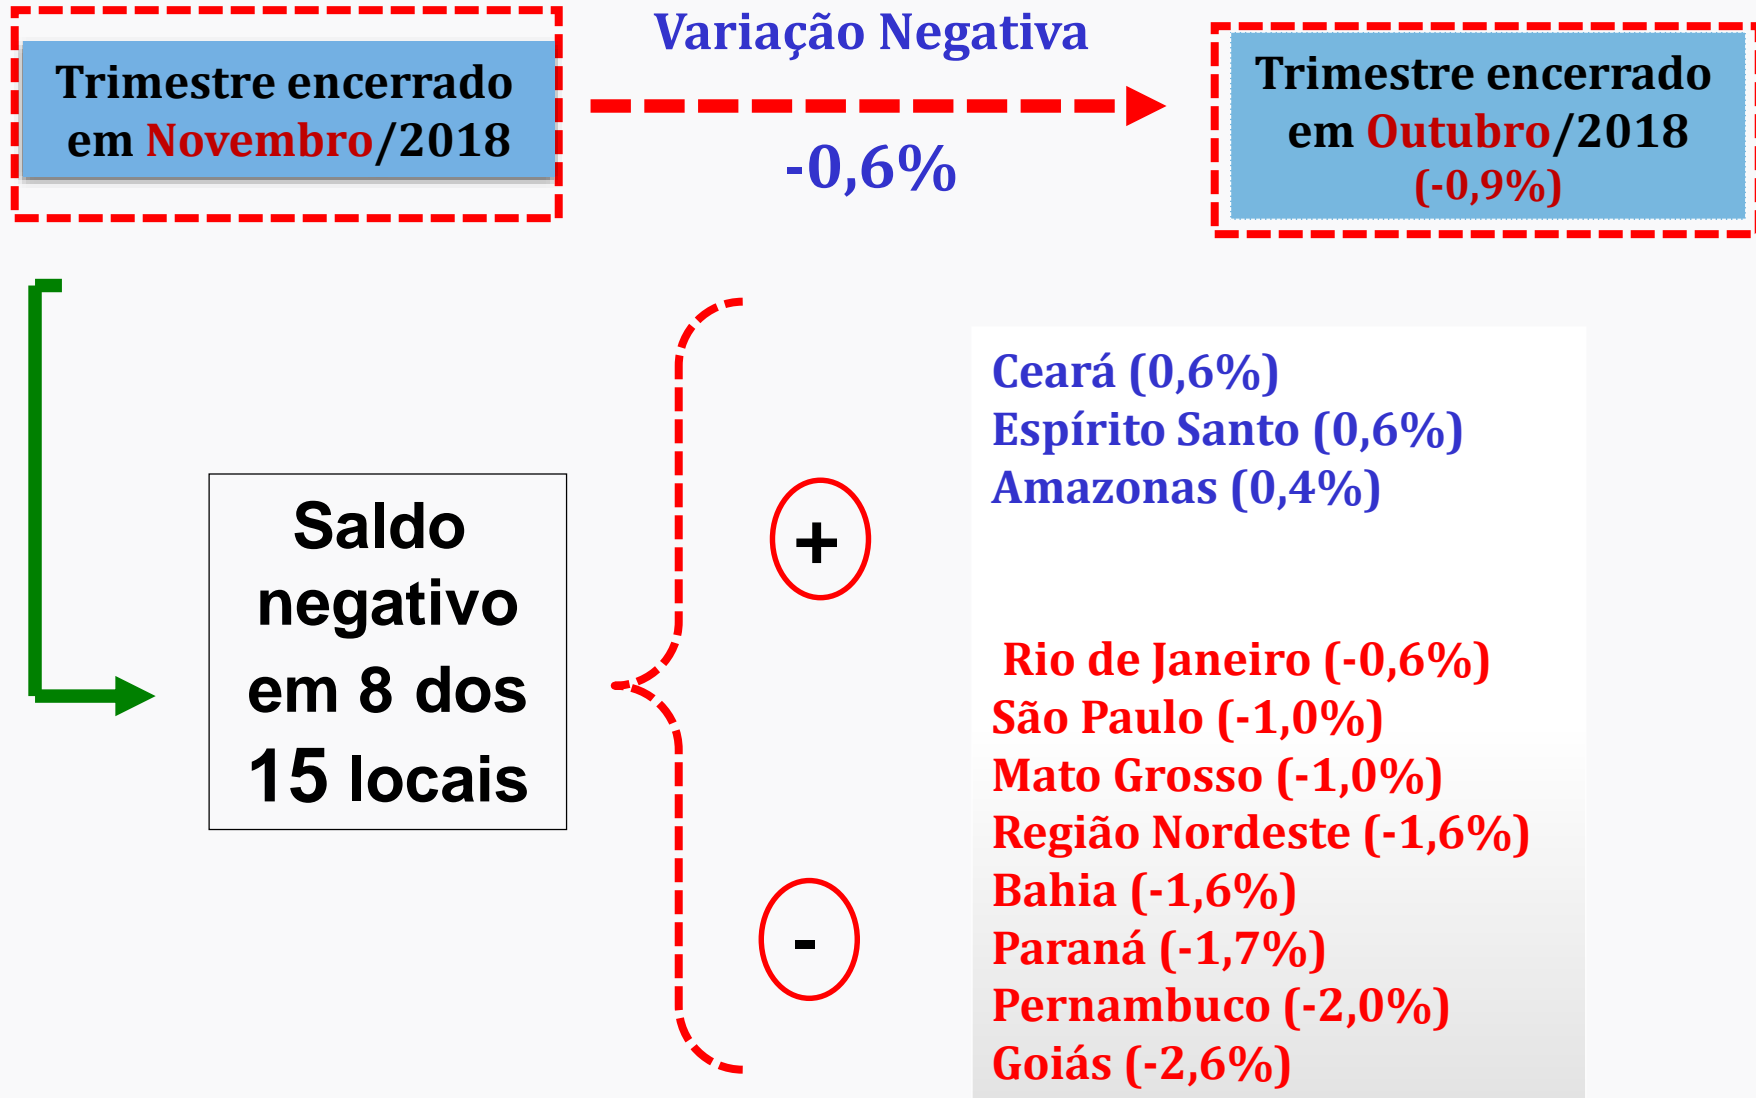 Trimestre encerrado
em Novembro/2018
Variação Negativa
-0,6%
Trimestre encerrado
em Outubro/2018
(-0,9%)
Saldo
negativo
em 8 dos
15 locais
+
Ceará (0,6%)
Espírito Santo (0,6%)
Amazonas (0,4%)
-
Rio de Janeiro (-0,6%)
São Paulo (-1,0%)
Mato Grosso (-1,0%)
Região Nordeste (-1,6%)
Bahia (-1,6%)
Paraná (-1,7%)
Pernambuco (-2,0%)
Goiás (-2,6%)